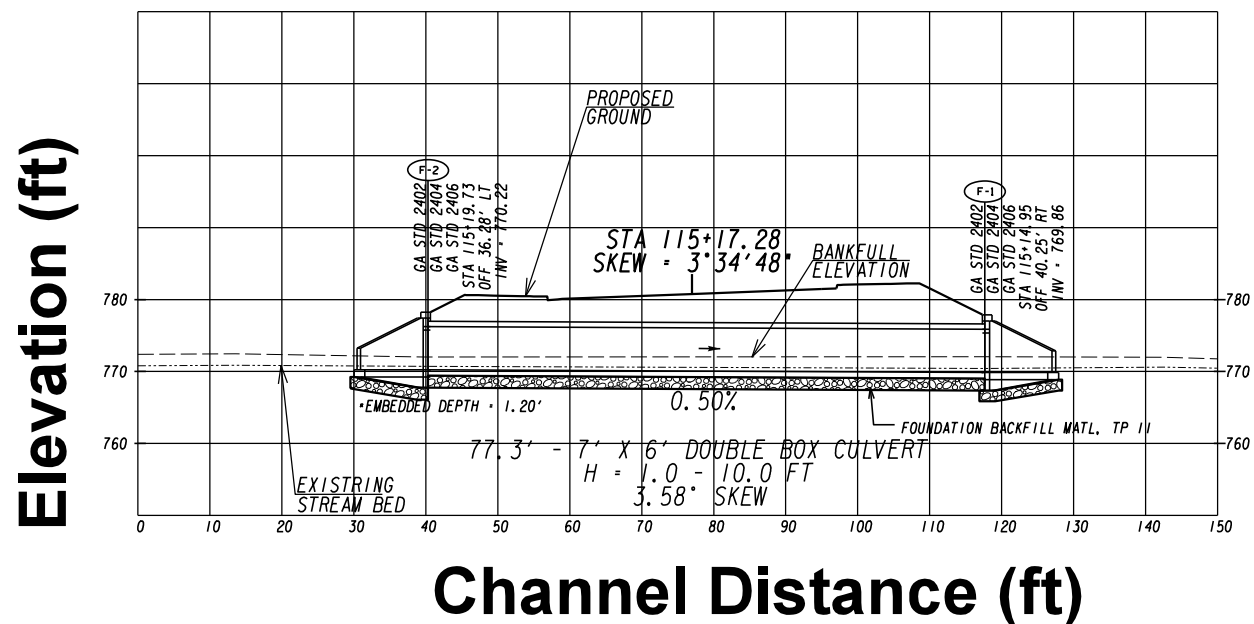 Elevation (ft)
PROPOSED
GROUND
F-2
GA STD 2402
GA STD 2404
GA STD 2406
STA 115+19.73
OFF 36.28' LT
INV = 770.22
STA 115+17.28
SKEW = 3°34'48"
BANKFULL
ELEVATION
F-1
GA STD 2402
GA STD 2404
GA STD 2406
STA 115+14.95
OFF 40.25' RT
INV = 769.86
780
780
770
770
760
760
*EMBEDDED DEPTH = 1.20'
0.50%
FOUNDATION BACKFILL MATL, TP II
77.3' - 7' X 6' DOUBLE BOX CULVERT
H = 1.0 - 10.0 FT
3.58° SKEW
EXISTRING
STREAM BED
0 10 20 30 40 50 60 70 80 90 100 110 120 130 140 150
Channel Distance (ft)